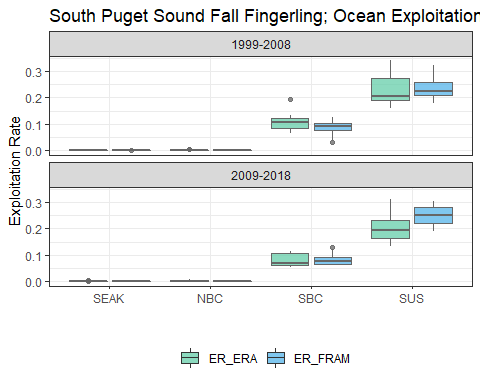 South Puget Sound Fall Fingerling; Ocean Exploitation
1999-2008
0.3
0.2
0.1
0.0
2009-2018
0.3
0.2
0.1
0.0
Exploitation Rate
SEAK NBC SBC SUS
ER_ERA ER_FRAM